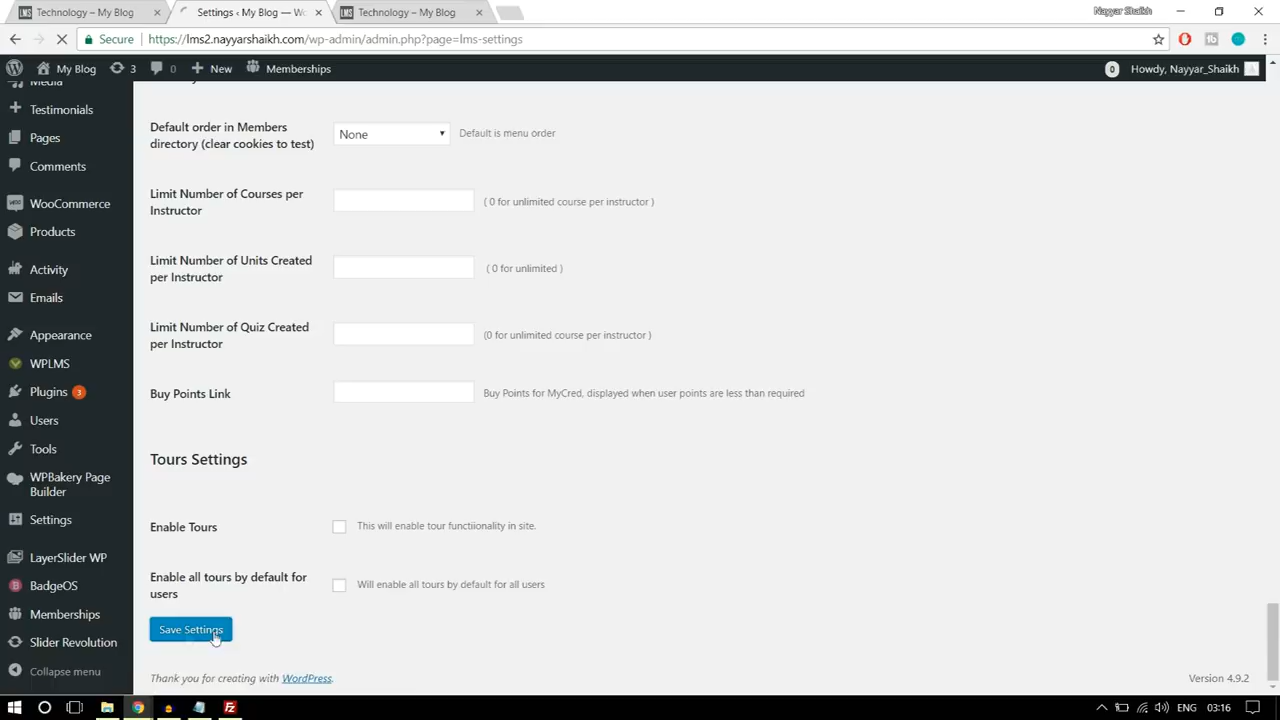 Technology – My Blog
Settings ‹ My Blog — Wo
Technology – My Blog
Nayyar Shaikh
Secure
https://lms2.nayyarshaikh.com/wp-admin/admin.php?page=lms-settings
My Blog
3
0
New
Memberships
0
Howdy, Nayyar_Shaikh
Media
Testimonials
Pages
Comments
WooCommerce
Products
Activity
Emails
Appearance
WPLMS
Plugins 3
Users
Tools
WPBakery Page
Builder
Settings
LayerSlider WP
BadgeOS
Memberships
Slider Revolution
Collapse menu
Default order in Members
directory (clear cookies to test)
None
Default is menu order
Limit Number of Courses per
Instructor
( 0 for unlimited course per instructor )
Limit Number of Units Created
per Instructor
( 0 for unlimited )
Limit Number of Quiz Created
per Instructor
(0 for unlimited course per instructor )
Buy Points Link
Buy Points for MyCred, displayed when user points are less than required
Tours Settings
Enable Tours
This will enable tour functiionality in site.
Enable all tours by default for
users
Will enable all tours by default for all users
Save Settings
Thank you for creating with WordPress.
Version 4.9.2
ENG
03:16